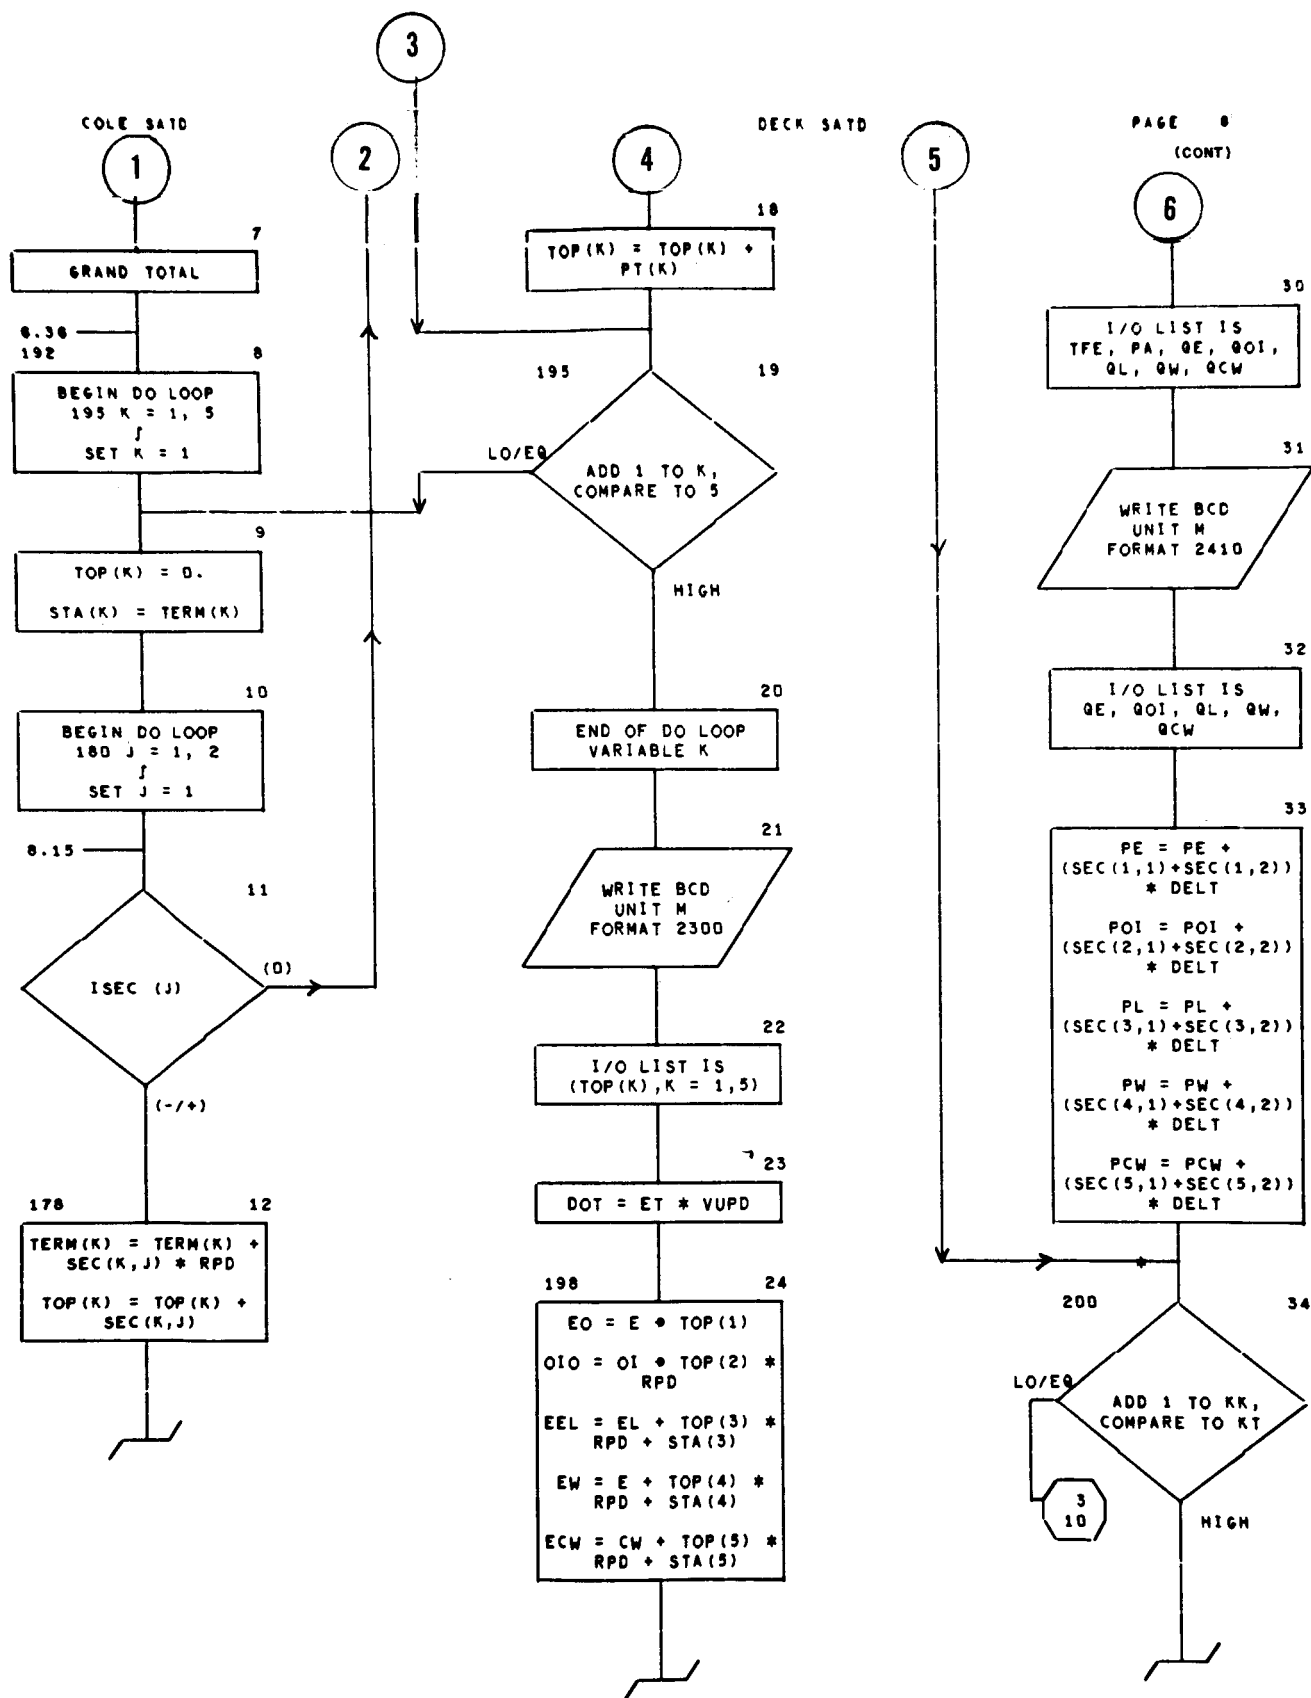 3
COLE SATD
DECK SATD
PAGE 8
(CONT)
1
2
4
5
6
7
GRAND TOTAL
6.36
192
8
BEGIN DO LOOP
195 K = 1, 5
∫
SET K = 1
9
TOP(K) = 0.
STA(K) = TERM(K)
10
BEGIN DO LOOP
180 J = 1, 2
∫
SET J = 1
8.15
11
ISEC (J)
(0)
(-/+)
178
12
TERM(K) = TERM(K) +
SEC(K,J) * RPD
TOP(K) = TOP(K) +
SEC(K,J)
18
TOP(K) = TOP(K) +
PT(K)
195
19
LO/EQ
ADD 1 TO K,
COMPARE TO 5
HIGH
20
END OF DO LOOP
VARIABLE K
21
WRITE BCD
UNIT M
FORMAT 2300
22
I/O LIST IS
(TOP(K),K = 1,5)
23
DOT = ET * VUPD
198
24
EO = E + TOP(1)
OIO = OI + TOP(2) *
RPD
EEL = EL + TOP(3) *
RPD + STA(3)
EW = E + TOP(4) *
RPD + STA(4)
ECW = CW + TOP(5) *
RPD + STA(5)
30
I/O LIST IS
TFE, PA, QE, QOI,
QL, QW, QCW
31
WRITE BCD
UNIT M
FORMAT 2410
32
I/O LIST IS
QE, QOI, QL, QW,
QCW
33
PE = PE +
(SEC(1,1)+SEC(1,2))
* DELT
POI = POI +
(SEC(2,1)+SEC(2,2))
* DELT
PL = PL +
(SEC(3,1)+SEC(3,2))
* DELT
PW = PW +
(SEC(4,1)+SEC(4,2))
* DELT
PCW = PCW +
(SEC(5,1)+SEC(5,2))
* DELT
*
200
34
LO/EQ
ADD 1 TO KK,
COMPARE TO KT
3
10
HIGH